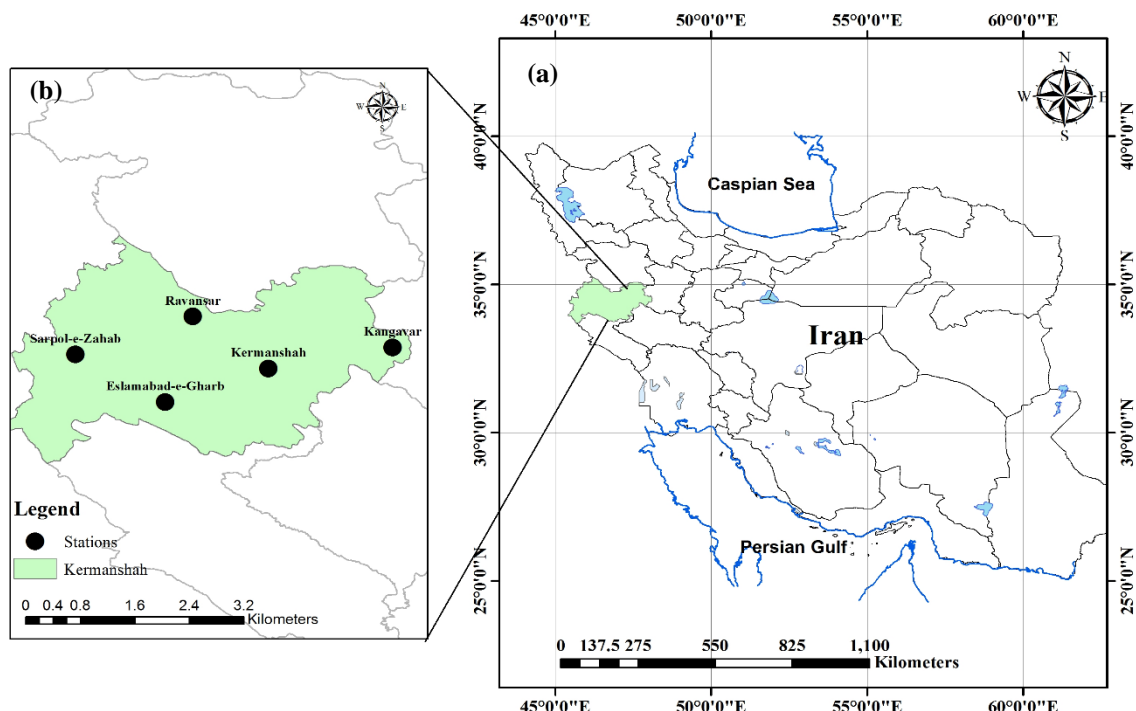 (b)
N
W E
S
Ravansar
Sarpol-e-Zahab
Kangavar
Kermanshah
Eslamabad-e-Gharb
Legend
Stations
Kermanshah
0 0.4 0.8 1.6 2.4 3.2
Kilometers
45°0'0"E 50°0'0"E 55°0'0"E 60°0'0"E
(a)
N
W E
S
40°0'0"N
40°0'0"N
Caspian Sea
35°0'0"N
35°0'0"N
Iran
30°0'0"N
30°0'0"N
Persian Gulf
25°0'0"N
25°0'0"N
0 137.5 275 550 825 1,100
Kilometers
45°0'0"E 50°0'0"E 55°0'0"E 60°0'0"E